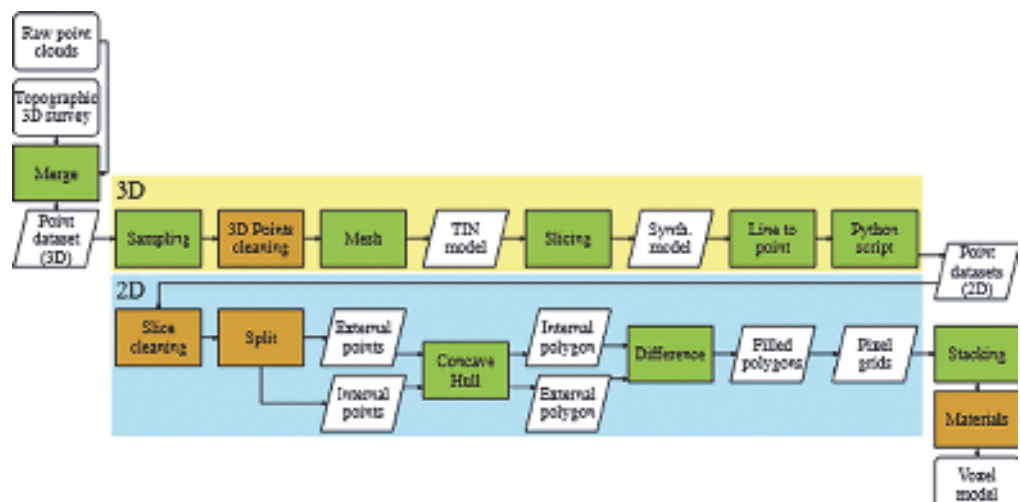 Raw point
clouds
Topographic
3D survey
Merge
Point
dataset
(3D)
3D
Sampling
3D Points
cleaning
Mesh
TIN
model
Slicing
Synth.
model
Line to
point
Python
script
Point
datasets
(2D)
2D
Slice
cleaning
Split
External
points
Internal
points
Concave
Hull
Internal
polygon
External
polygon
Difference
Filled
polygons
Pixel
grids
Stacking
Materials
Voxel
model